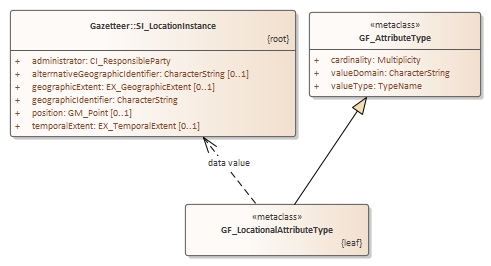 Gazetteer::SI_LocationInstance
{root}
+ administrator: CI_ResponsibleParty
+ alterrnativeGeographicIdentifier: CharacterString [0..1]
+ geographicExtent: EX_GeographicExtent [0..1]
+ geographicIdentifier: CharacterString
+ position: GM_Point [0..1]
+ temporalExtent: EX_TemporalExtent [0..1]
«metaclass»
GF_AttributeType
+ cardinality: Multiplicity
+ valueDomain: CharacterString
+ valueType: TypeName
data value
«metaclass»
GF_LocationalAttributeType
{leaf}